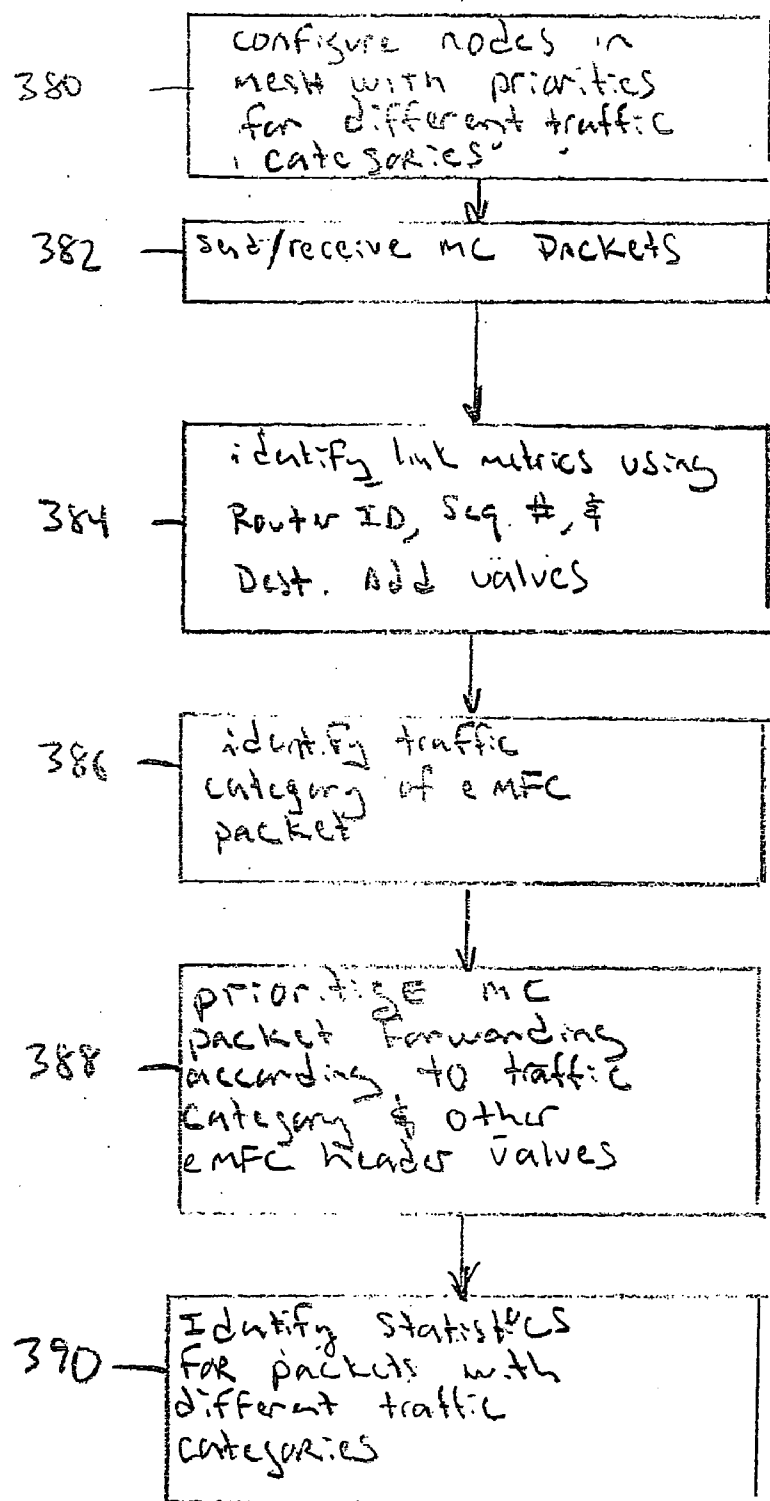 380
configure nodes in
mesh with priorities
for different traffic
categories
382
send/receive MC Packets
384
identify link metrics using
Router ID, Seq. #, &
Dest. Add values
386
identify traffic
category of eMFC
packet
388
prioritize MC
packet forwarding
according to traffic
category & other
eMFC header values
390
Identify Statistics
FOR packets with
different traffic
categories